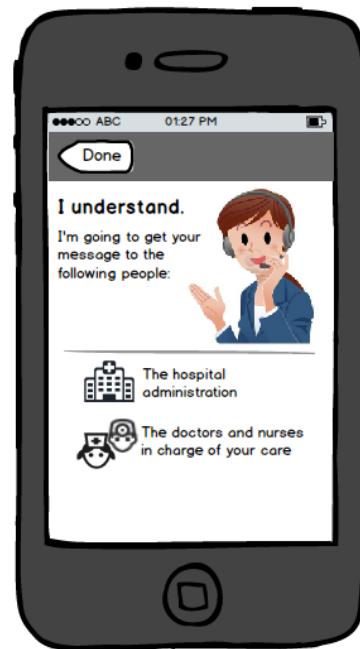 ABC 01:27 PM
Done
I understand.
I'm going to get your
message to the
following people:
The hospital
administration
The doctors and nurses
in charge of your care